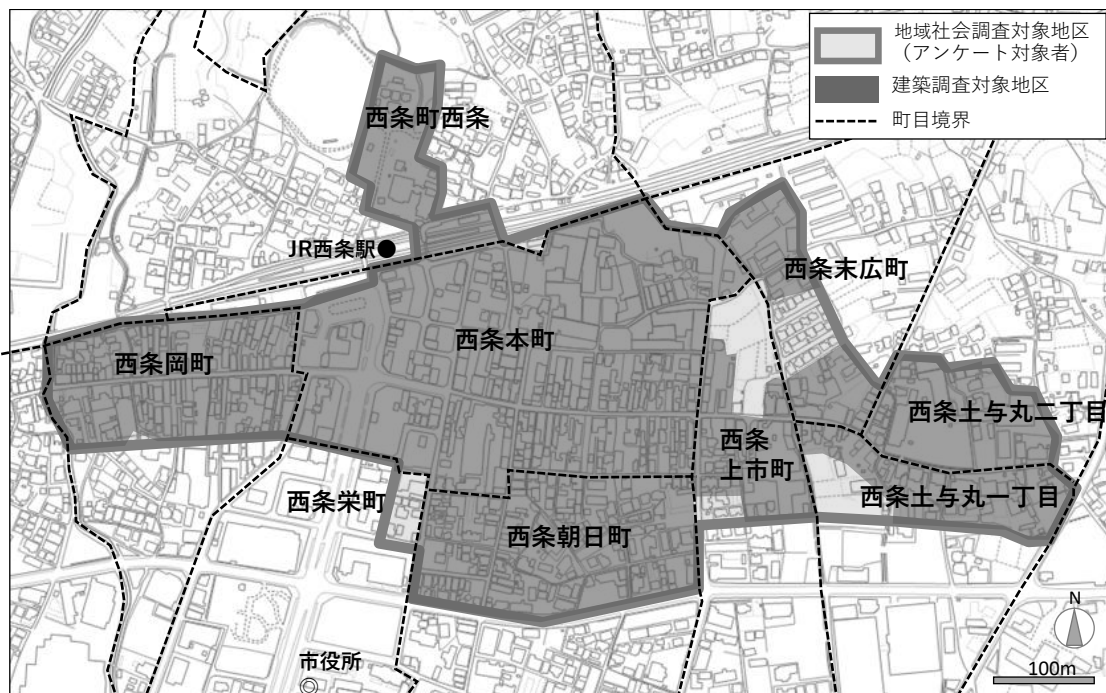 地域社会調査対象地区
（アンケート対象者）
建築調査対象地区
町目境界
西条町西条
JR西条駅
西条末広町
西条本町
西条岡町
西条土与丸二丁目
西条
上市町
西条栄町
西条土与丸一丁目
西条朝日町
N
市役所
100m